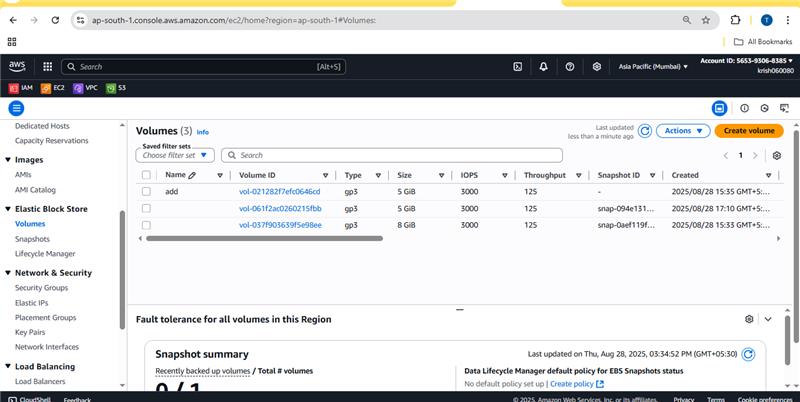 ap-south-1.console.aws.amazon.com/ec2/home?region=ap-south-1#Volumes:
T
All Bookmarks
aws
Search [Alt+S]
Asia Pacific (Mumbai)
Account ID: 5653-9306-8385
krish060080
IAM EC2 VPC S3
Dedicated Hosts
Capacity Reservations
Images
AMIs
AMI Catalog
Elastic Block Store
Volumes
Snapshots
Lifecycle Manager
Network & Security
Security Groups
Elastic IPs
Placement Groups
Key Pairs
Network Interfaces
Load Balancing
Load Balancers
Volumes (3) Info
Last updated
less than a minute ago
Actions
Create volume
Saved filter sets
Choose filter set
Search
1
Name Volume ID Type Size IOPS Throughput Snapshot ID Created
add vol-021282f7efc0646cd gp3 5 GiB 3000 125 - 2025/08/28 15:35 GMT+5:...
vol-061f2ac0260215fbb gp3 5 GiB 3000 125 snap-094e131... 2025/08/28 17:10 GMT+5:...
vol-037f903639f5e98ee gp3 8 GiB 3000 125 snap-0aef119f... 2025/08/28 15:33 GMT+5:...
Fault tolerance for all volumes in this Region
Snapshot summary
Last updated on Thu, Aug 28, 2025, 03:34:52 PM (GMT+05:30)
Recently backed up volumes / Total # volumes
0 / 1
Data Lifecycle Manager default policy for EBS Snapshots status
No default policy set up | Create policy
CloudShell Feedback
© 2025, Amazon Web Services, Inc. or its affiliates. Privacy Terms Cookie preferences